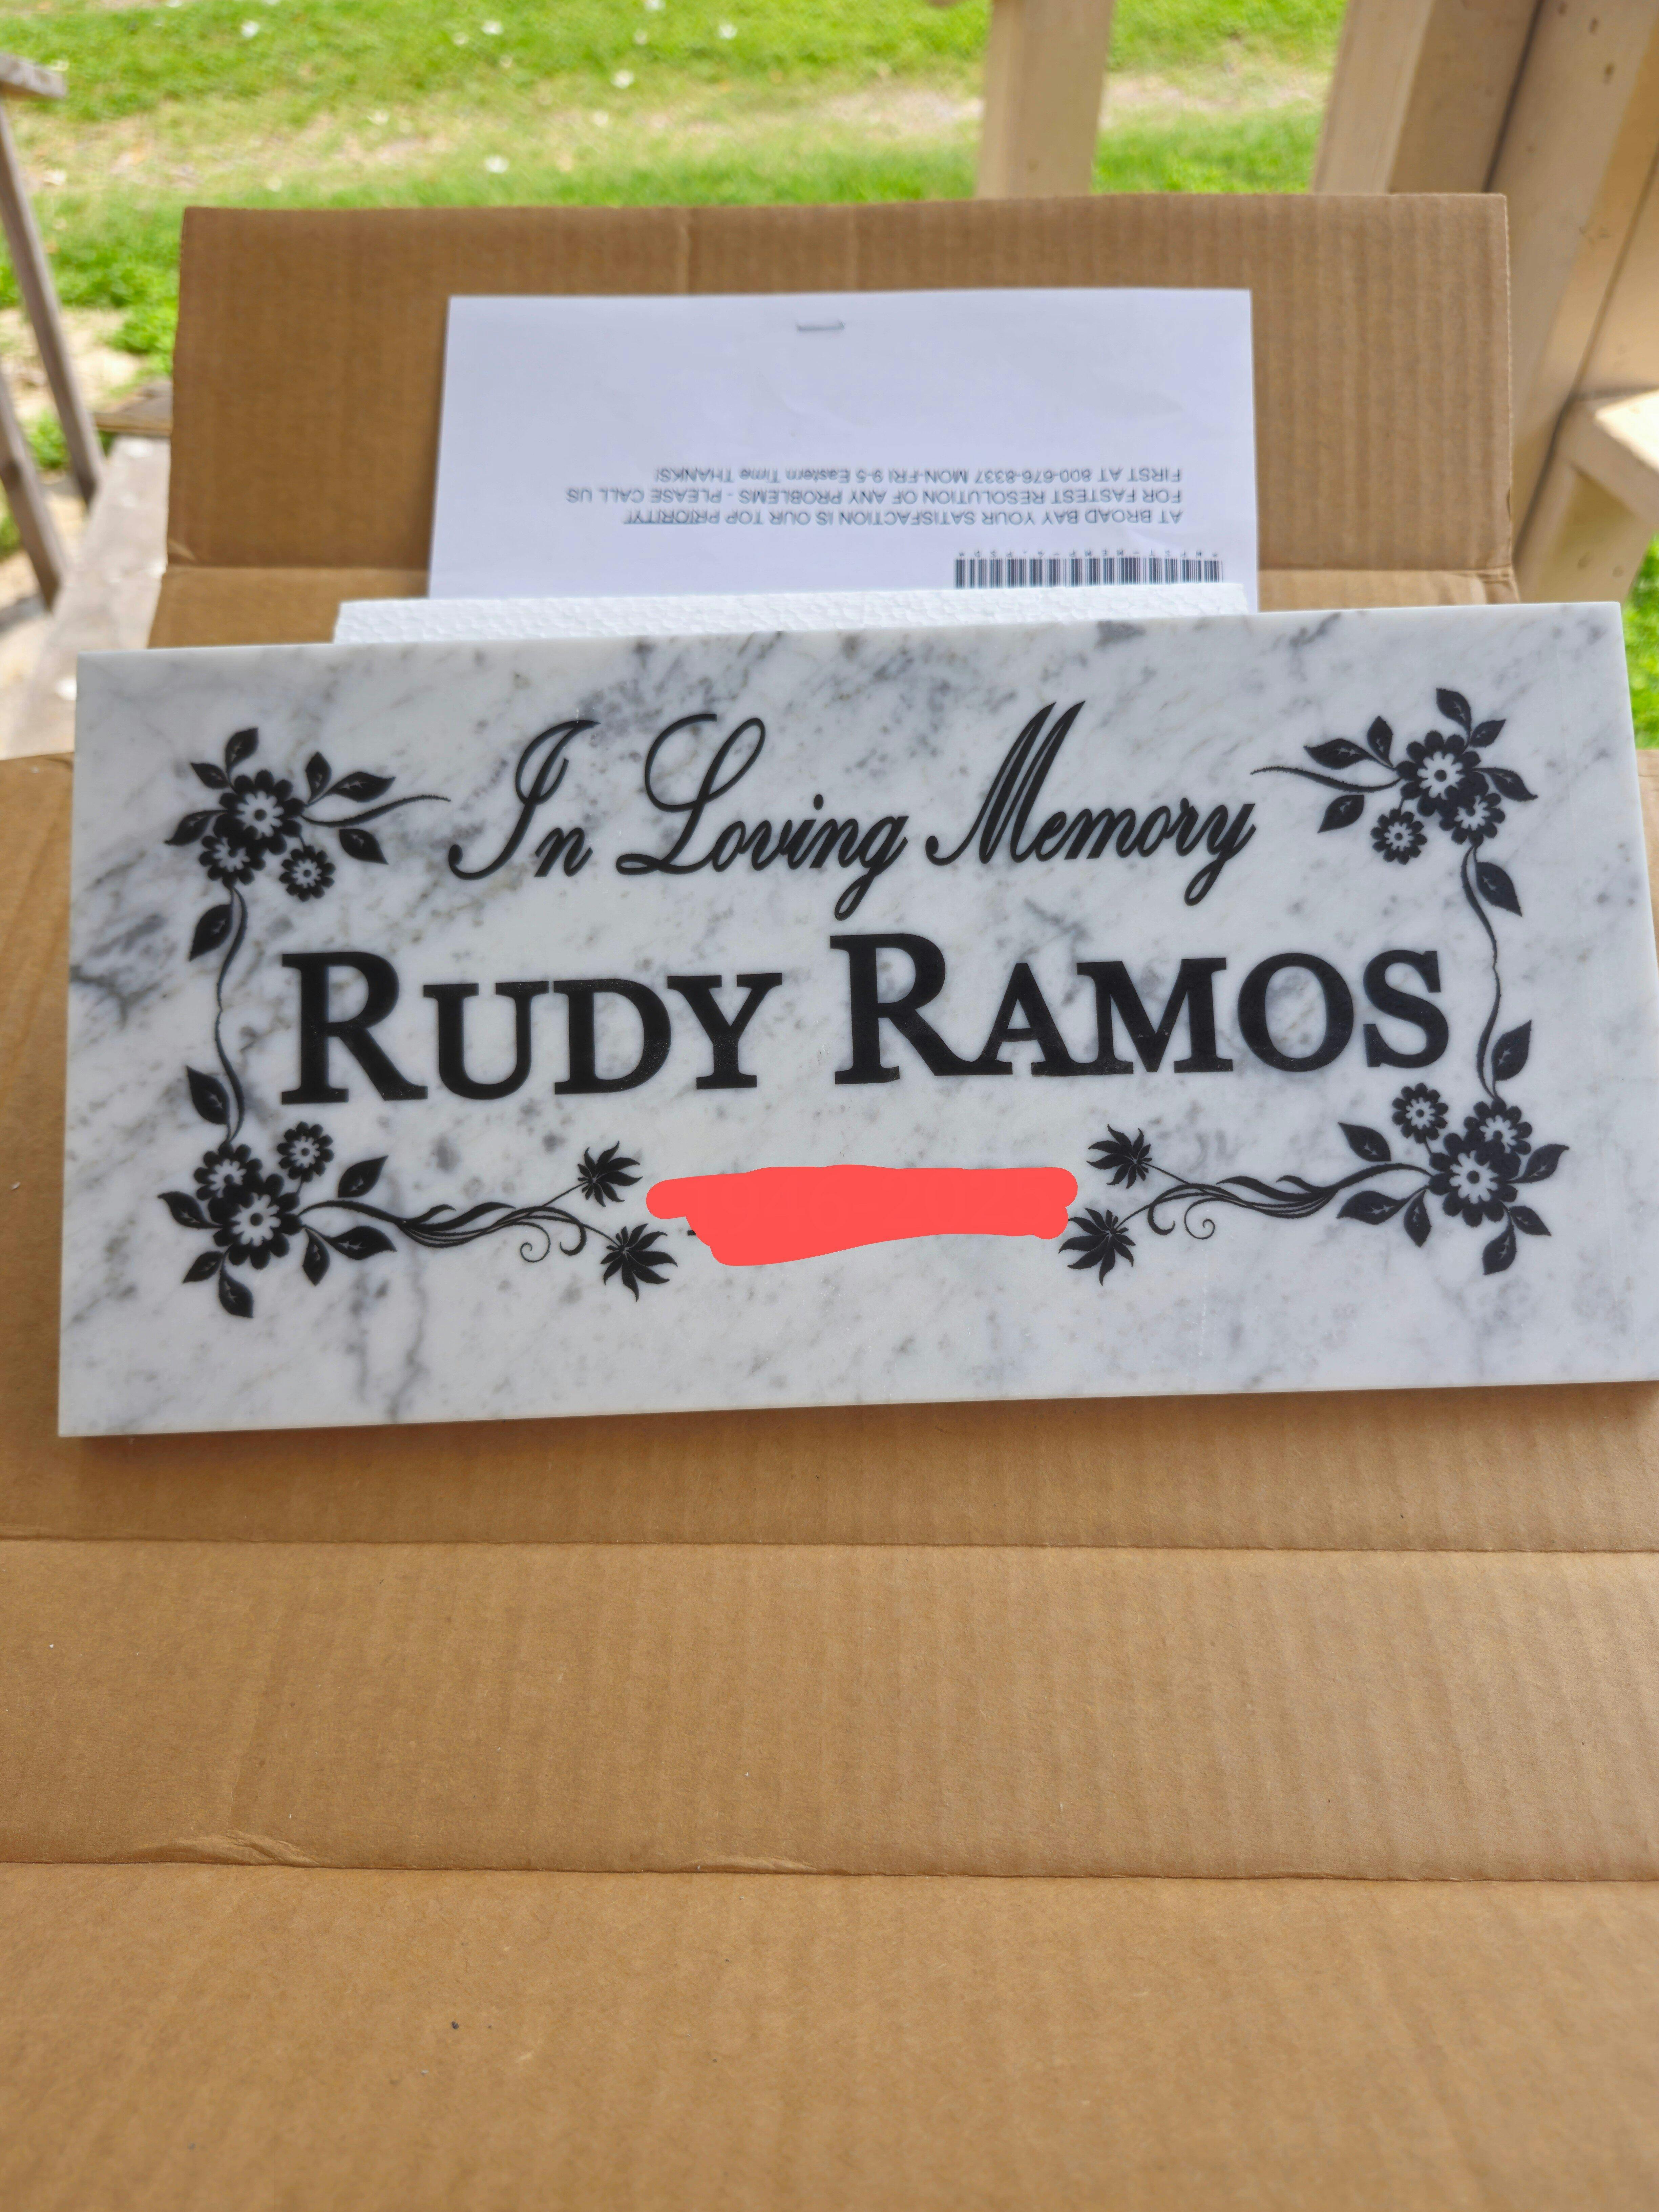 AT BROAD BAY YOUR SATISFACTION IS OUR TOP PRIORITY!
FOR FASTEST RESOLUTION OF ANY PROBLEMS - PLEASE CALL US
FIRST AT 800-676-8337 MON-FRI 9-5 Eastern Time THANKS!
In Loving Memory
RUDY RAMOS